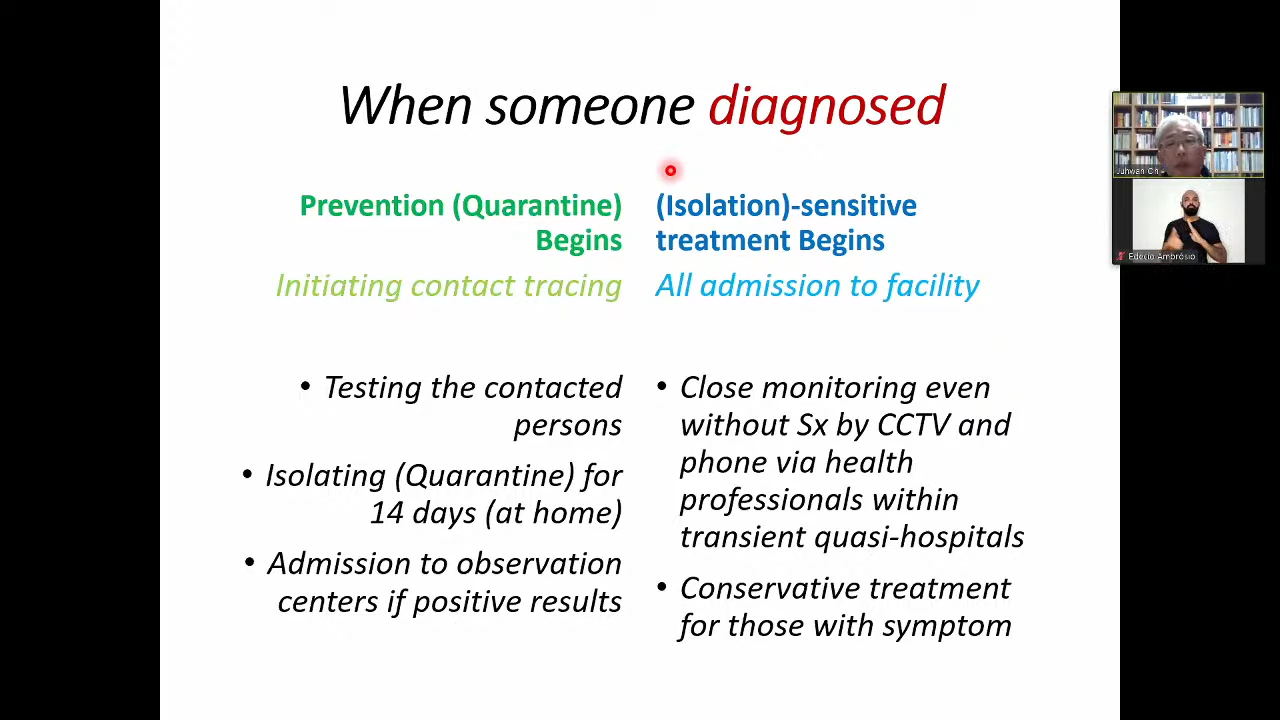 When someone diagnosed
Prevention (Quarantine)
Begins
Initiating contact tracing
• Testing the contacted
persons
• Isolating (Quarantine) for
14 days (at home)
• Admission to observation
centers if positive results
(Isolation)-sensitive
treatment Begins
All admission to facility
• Close monitoring even
without Sx by CCTV and
phone via health
professionals within
transient quasi-hospitals
• Conservative treatment
for those with symptom
Juhwan
Edecio Ambrósio